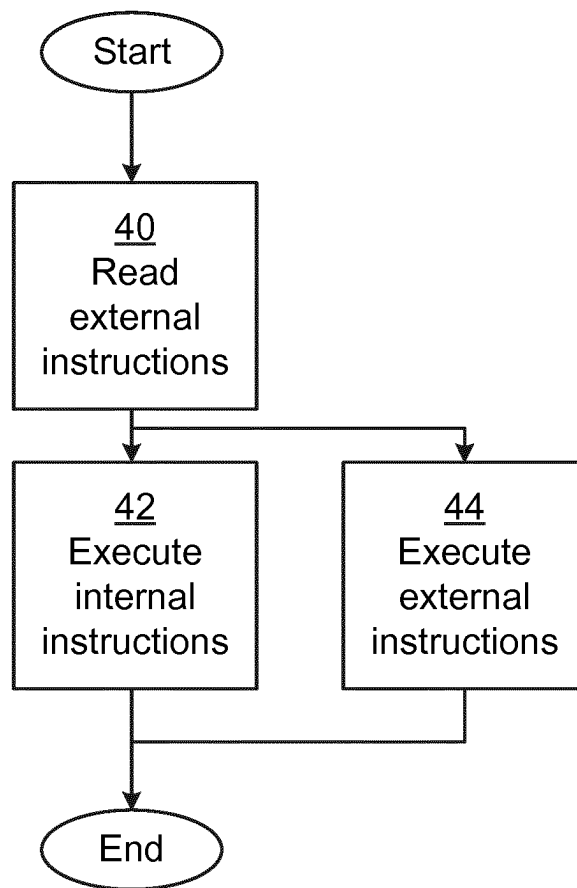 Start
40
Read
external
instructions
42
Execute
internal
instructions
44
Execute
external
instructions
End